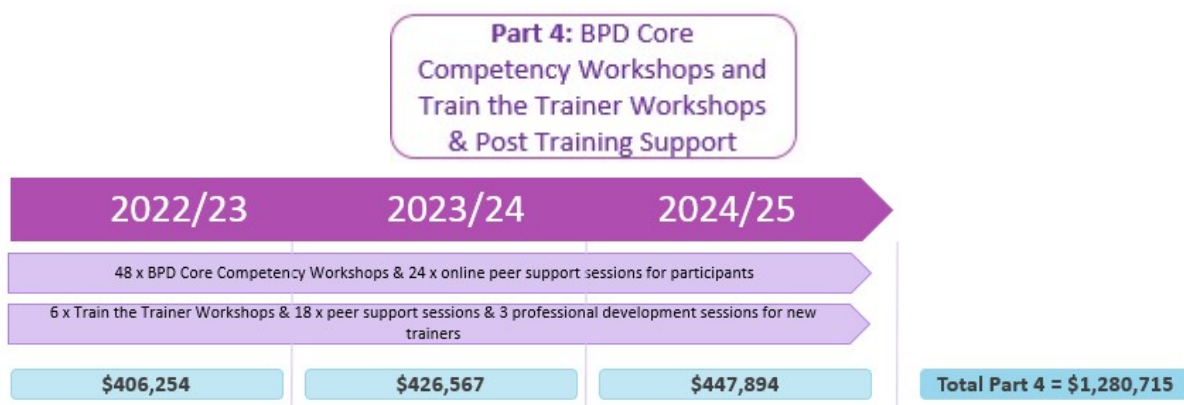 Part 4: BPD Core
Competency Workshops and
Train the Trainer Workshops
& Post Training Support
2022/23 2023/24 2024/25
48 x BPD Core Competency Workshops & 24 x online peer support sessions for participants
6 x Train the Trainer Workshops & 18 x peer support sessions & 3 professional development sessions for new
trainers
$406,254 $426,567 $447,894 Total Part 4 = $1,280,715